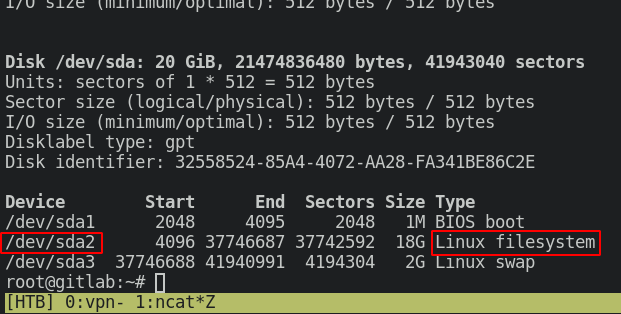 I/O size (minimum/optimal): 512 bytes / 512 bytes
Disk /dev/sda: 20 GiB, 21474836480 bytes, 41943040 sectors
Units: sectors of 1 * 512 = 512 bytes
Sector size (logical/physical): 512 bytes / 512 bytes
I/O size (minimum/optimal): 512 bytes / 512 bytes
Disklabel type: gpt
Disk identifier: 32558524-85A4-4072-AA28-FA341BE86C2E
Device Start End Sectors Size Type
/dev/sda1 2048 4095 2048 1M BIOS boot
/dev/sda2 4096 37746687 37742592 18G Linux filesystem
/dev/sda3 37746688 41940991 4194304 2G Linux swap
root@gitlab:~#
[HTB] 0:vpn- 1:ncat*Z